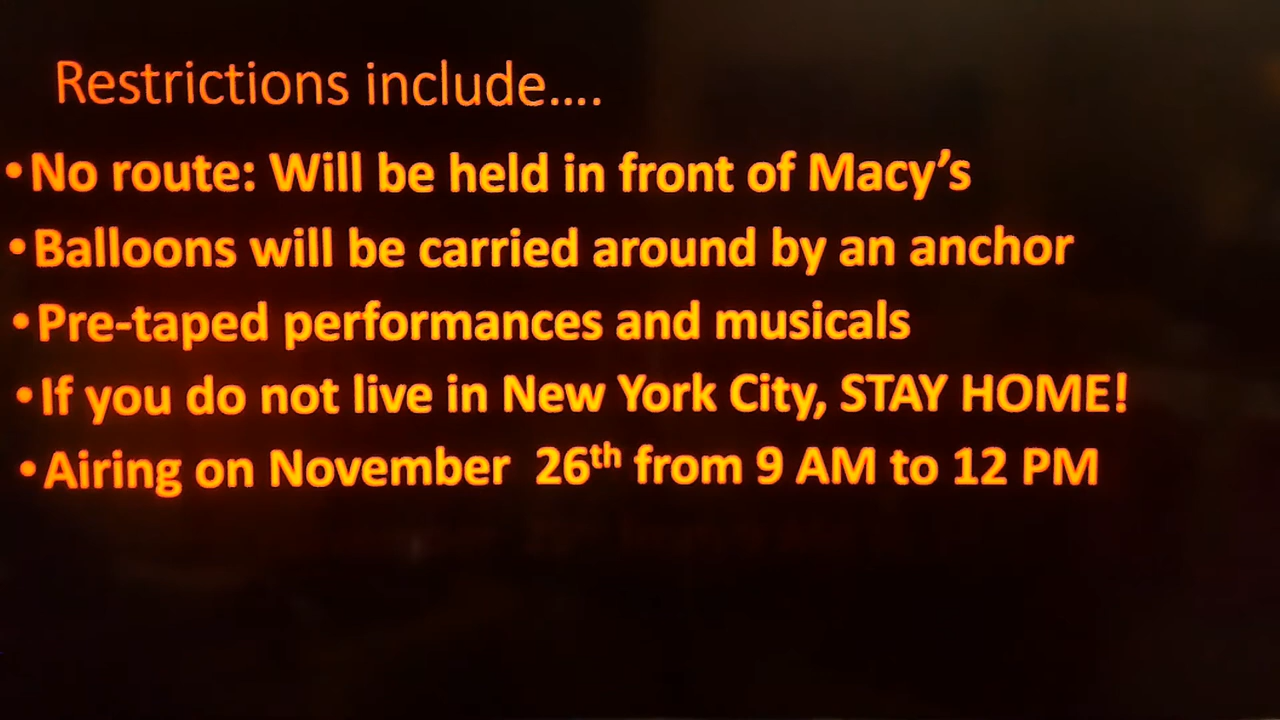 Restrictions include....
•No route: Will be held in front of Macy’s
•Balloons will be carried around by an anchor
•Pre-taped performances and musicals
•If you do not live in New York City, STAY HOME!
•Airing on November 26th from 9 AM to 12 PM